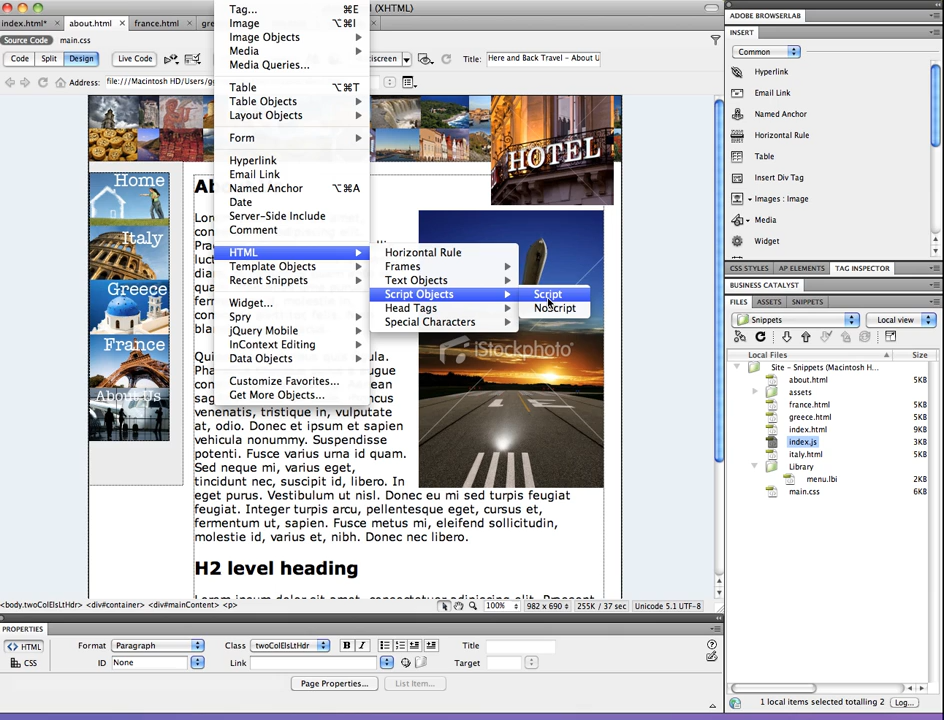 (XHTML)
index.html*
about.html
france.html
Source Code
main.css
Code
Split
Design
Live Code
Title:
Here and Back Travel - About U
Address:
file:///Macintosh HD/Users/g
Tag... ⌘E
Image ⌥⌘I
Image Objects
Media
Media Queries...
Table ⌥⌘T
Table Objects
Layout Objects
Form
Hyperlink
Email Link
Named Anchor ⌥⌘A
Date
Server-Side Include
Comment
HTML
Template Objects
Recent Snippets
Widget...
Spry
jQuery Mobile
InContext Editing
Data Objects
Customize Favorites...
Get More Objects...
Horizontal Rule
Frames
Text Objects
Script Objects
Head Tags
Special Characters
Script
NoScript
HOTEL
Home
Italy
Greece
France
About Us
iStockphoto
venenatis, tristique in, vulputate
at, odio. Donec et ipsum et sapien
vehicula nonummy. Suspendisse
potenti. Fusce varius urna id quam.
Sed neque mi, varius eget,
tincidunt nec, suscipit id, libero. In
eget purus. Vestibulum ut nisl. Donec eu mi sed turpis feugiat
feugiat. Integer turpis arcu, pellentesque eget, cursus et,
fermentum ut, sapien. Fusce metus mi, eleifend sollicitudin,
molestie id, varius et, nibh. Donec nec libero.
H2 level heading
<body.twoColElsLtHdr> <div#container> <div#mainContent> <p>
100%
982 x 690
255K / 37 sec
Unicode 5.1 UTF-8
PROPERTIES
HTML
CSS
Format
Paragraph
Class
twoColElsLtHdr
B
I
Title
ID
None
Link
Target
Page Properties...
List Item...
ADOBE BROWSERLAB
INSERT
Common
Hyperlink
Email Link
Named Anchor
Horizontal Rule
Table
Insert Div Tag
Images : Image
Media
Widget
CSS STYLES
AP ELEMENTS
TAG INSPECTOR
BUSINESS CATALYST
FILES
ASSETS
SNIPPETS
Snippets
Local view
Local Files
Size
Site - Snippets (Macintosh H...
about.html 5KB
assets
france.html 5KB
greece.html 5KB
index.html 9KB
index.js 3KB
italy.html 5KB
Library
menu.lbi 2KB
main.css 6KB
1 local items selected totalling 2
Log...